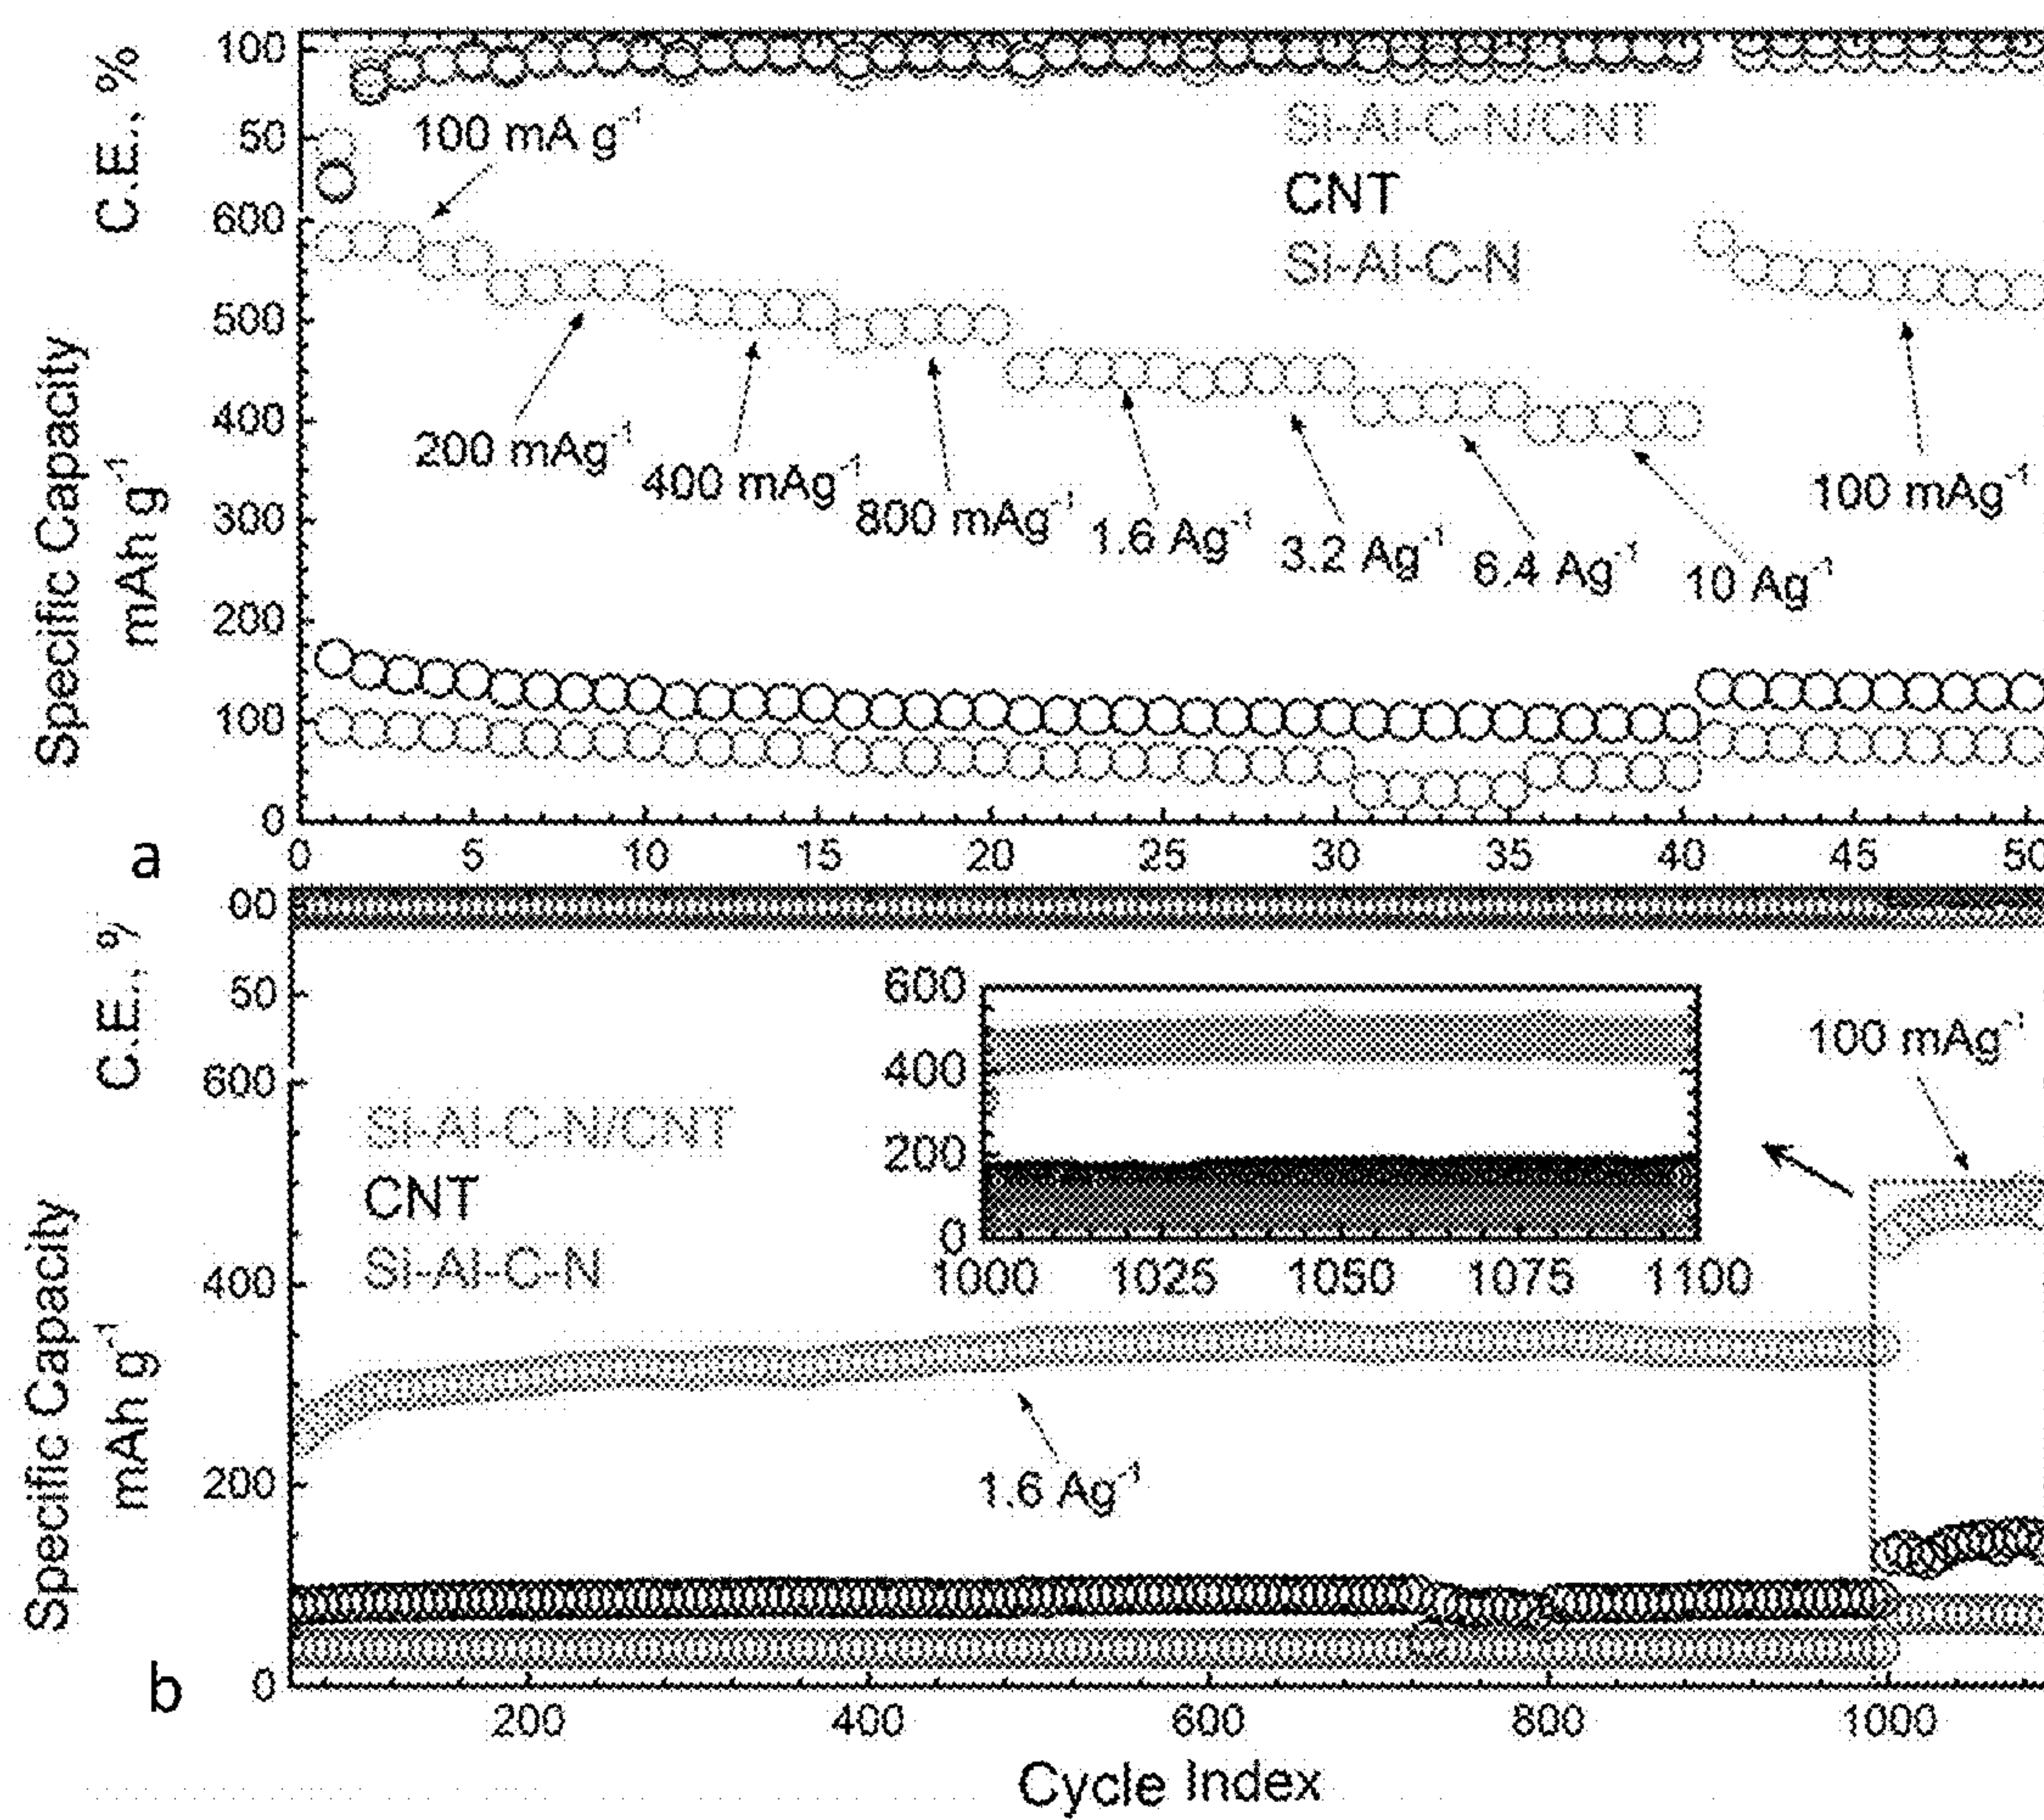 C.E., %
100
50
100 mA g⁻¹
Si-Al-C-N/CNT
CNT
Si-Al-C-N
Specific Capacity
mAh g⁻¹
600
500
400
300
200
100
0
200 mAg⁻¹
400 mAg⁻¹
800 mAg⁻¹
1.6 Ag⁻¹
3.2 Ag⁻¹
6.4 Ag⁻¹
10 Ag⁻¹
100 mAg⁻¹
0 5 10 15 20 25 30 35 40 45 50
a
C.E., %
00
50
600
400
200
0
1000 1025 1050 1075 1100
100 mAg⁻¹
Si-Al-C-N/CNT
CNT
Si-Al-C-N
Specific Capacity
mAh g⁻¹
600
400
200
0
1.6 Ag⁻¹
b
200 400 600 800 1000
Cycle Index